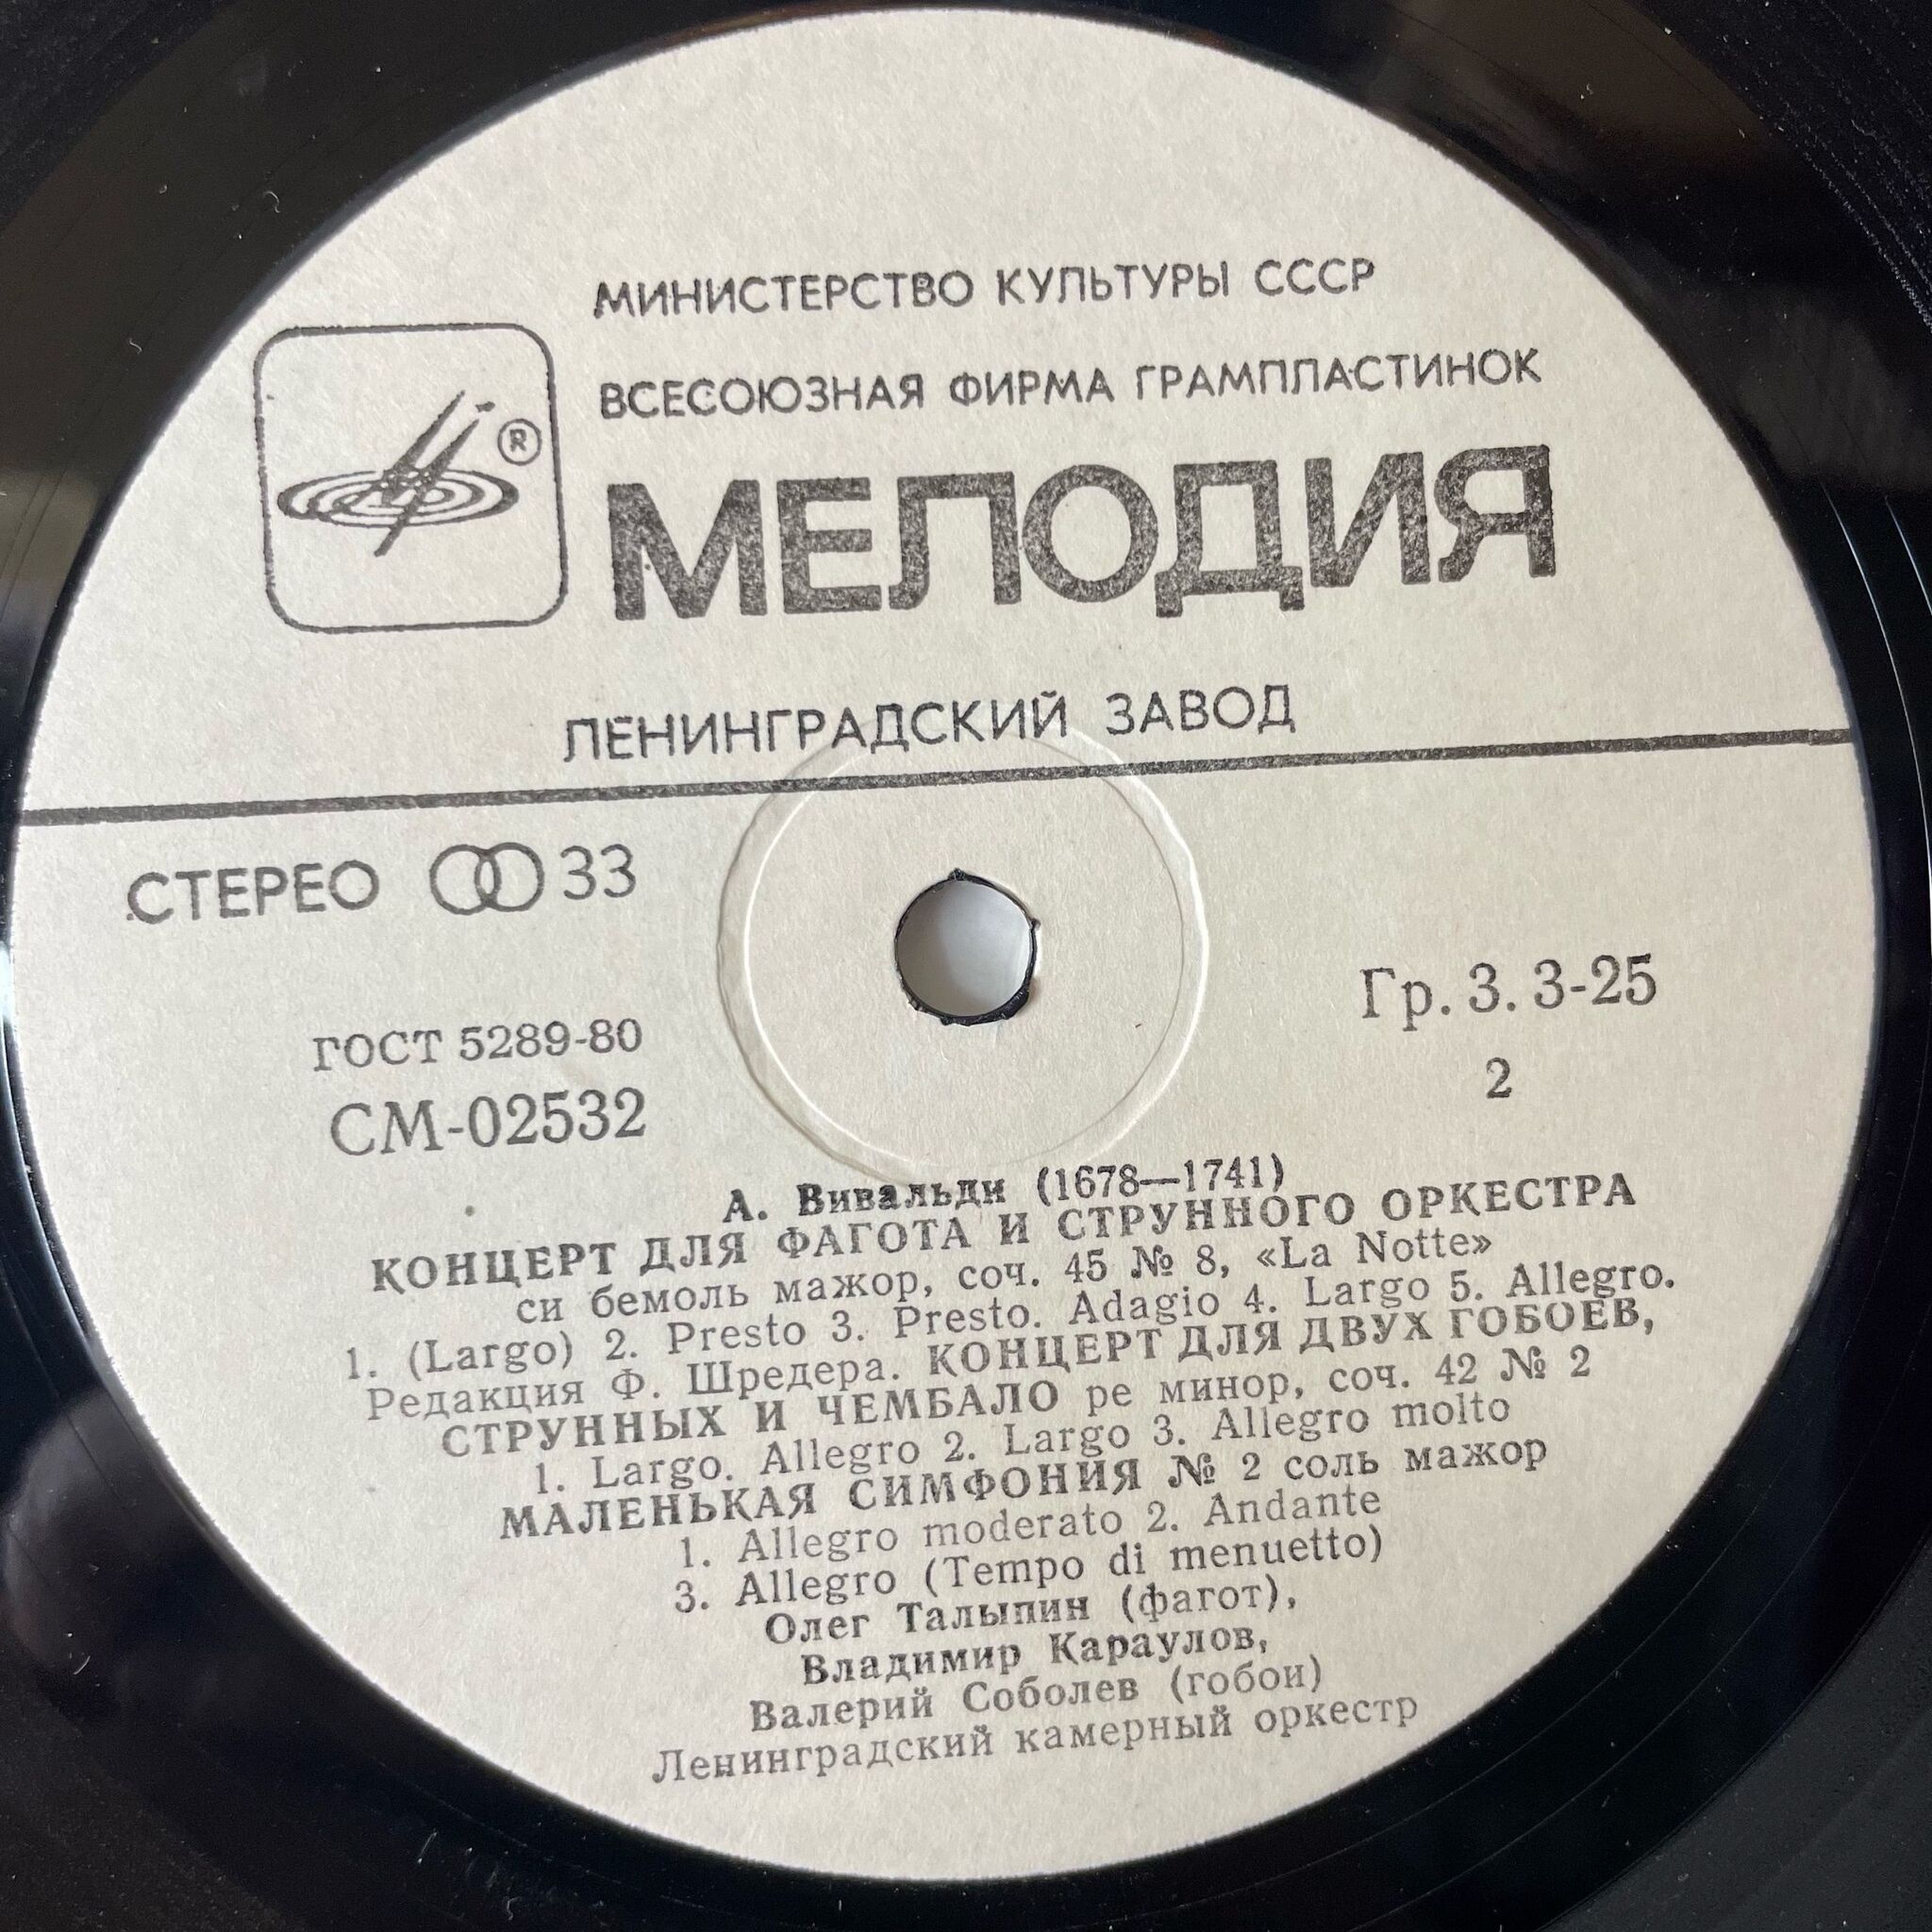 МИНИСТЕРСТВО КУЛЬТУРЫ СССР
ВСЕСОЮЗНАЯ ФИРМА ГРАМПЛАСТИНОК
®
МЕЛОДИЯ
ЛЕНИНГРАДСКИЙ ЗАВОД
СТЕРЕО 33
Гр. 3. 3-25
ГОСТ 5289-80
2
СМ-02532
А. Вивальди (1678—1741)
КОНЦЕРТ ДЛЯ ФАГОТА И СТРУННОГО ОРКЕСТРА
си бемоль мажор, соч. 45 № 8, «La Notte»
1. (Largo) 2. Presto 3. Presto. Adagio 4. Largo 5. Allegro.
Редакция Ф. Шредера. КОНЦЕРТ ДЛЯ ДВУХ ГОБОЕВ,
СТРУННЫХ И ЧЕМБАЛО ре минор, соч. 42 № 2
1. Largo. Allegro 2. Largo 3. Allegro molto
МАЛЕНЬКАЯ СИМФОНИЯ № 2 соль мажор
1. Allegro moderato 2. Andante
3. Allegro (Tempo di menuetto)
Олег Талыпин (фагот),
Владимир Караулов,
Валерий Соболев (гобои)
Ленинградский камерный оркестр